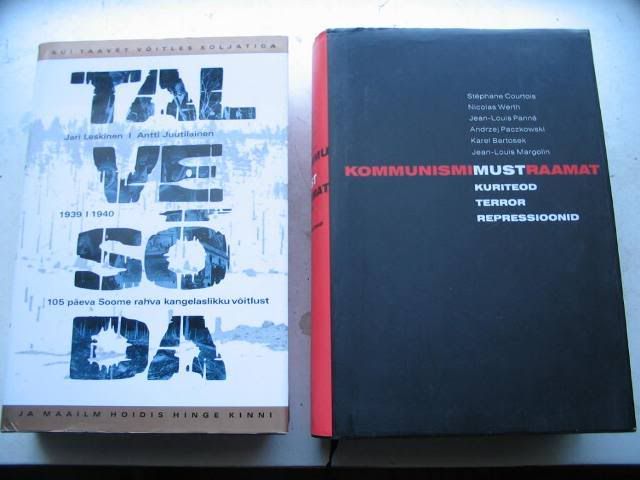 KUI TAAVET VÕITLES KOLJATIGA
TAL
Jari Leskinen I Antti Juutilainen
VE
1939 I 1940
SÕ
105 päeva Soome rahva kangelaslikku võitlust
DA
JA MAAILM HOIDIS HINGE KINNI
Stéphane Courtois
Nicolas Werth
Jean-Louis Panné
Andrzej Paczkowski
Karel Bartosek
Jean-Louis Margolin
KOMMUNISMIMUSTRAAMAT
KURITEOD
TERROR
REPRESSIOONID